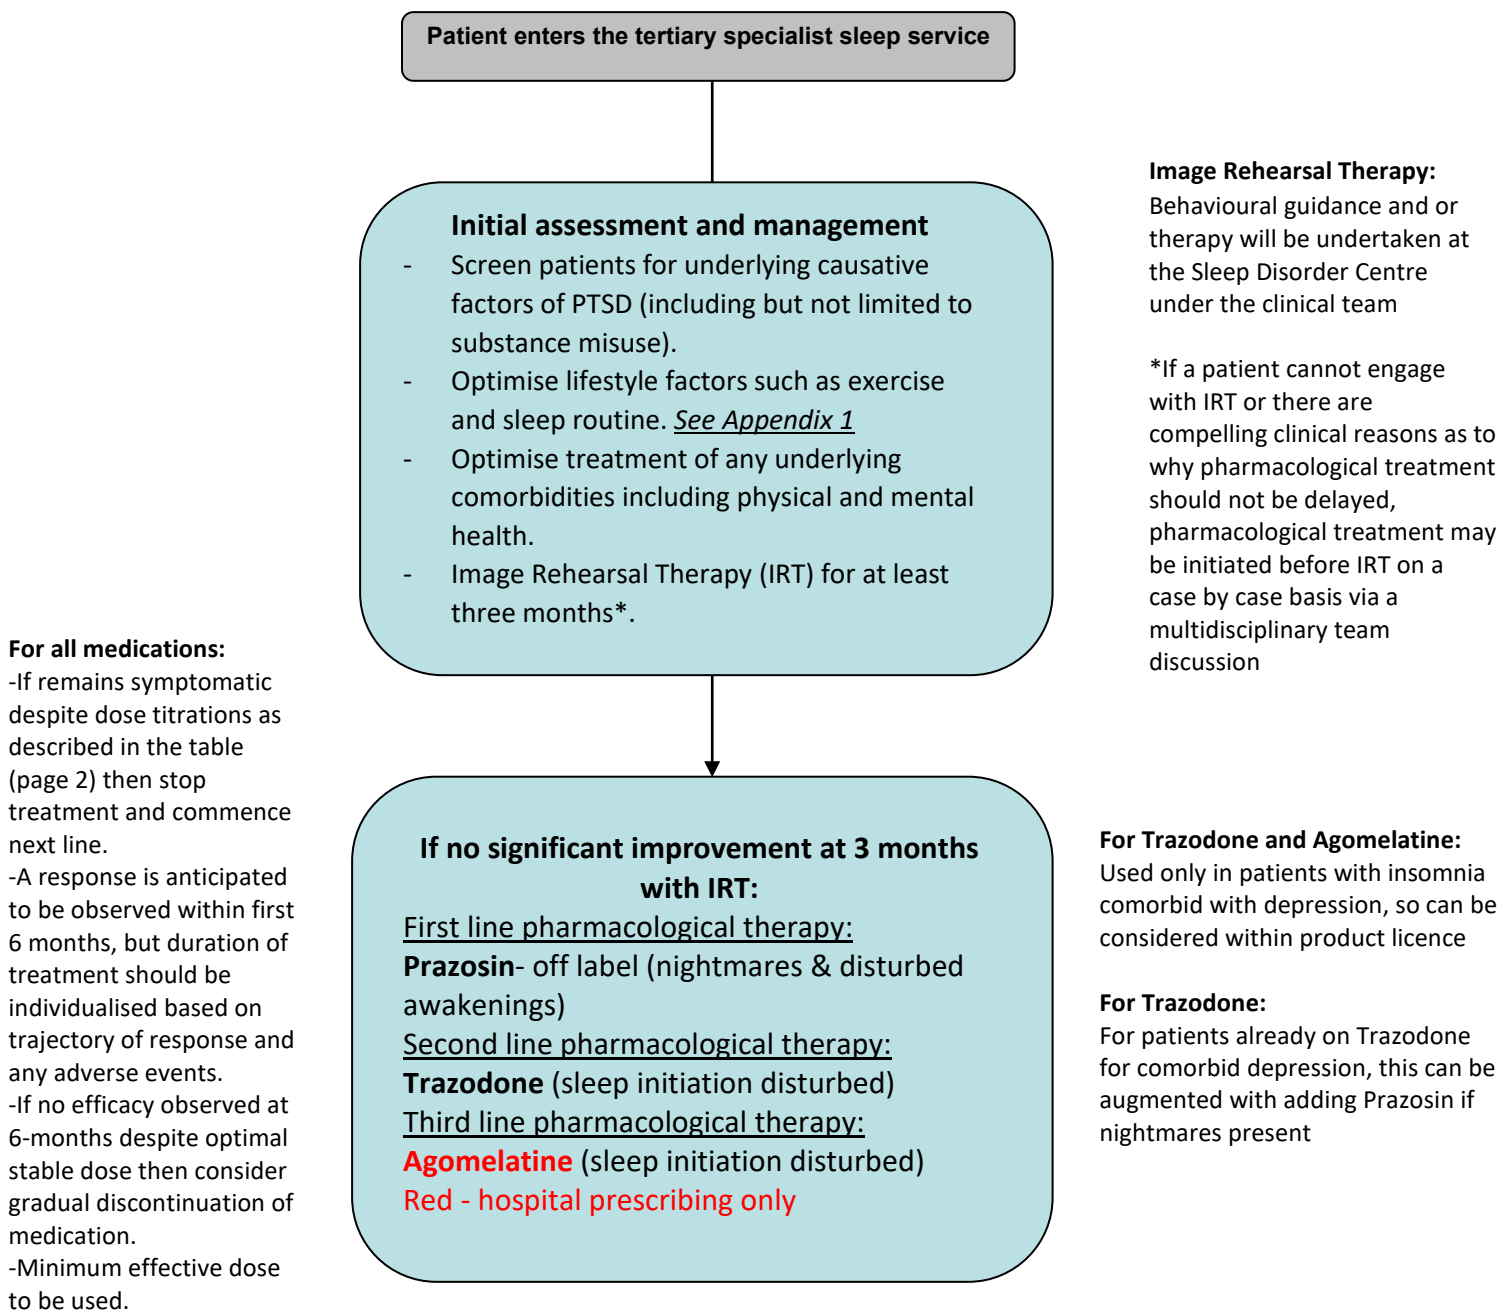 Patient enters the tertiary specialist sleep service
Initial assessment and management
- Screen patients for underlying causative
factors of PTSD (including but not limited to
substance misuse).
- Optimise lifestyle factors such as exercise
and sleep routine. See Appendix 1
- Optimise treatment of any underlying
comorbidities including physical and mental
health.
- Image Rehearsal Therapy (IRT) for at least
three months*.
Image Rehearsal Therapy:
Behavioural guidance and or
therapy will be undertaken at
the Sleep Disorder Centre
under the clinical team
*If a patient cannot engage
with IRT or there are
compelling clinical reasons as to
why pharmacological treatment
should not be delayed,
pharmacological treatment may
be initiated before IRT on a
case by case basis via a
multidisciplinary team
discussion
For all medications:
-If remains symptomatic
despite dose titrations as
described in the table
(page 2) then stop
treatment and commence
next line.
-A response is anticipated
to be observed within first
6 months, but duration of
treatment should be
individualised based on
trajectory of response and
any adverse events.
-If no efficacy observed at
6-months despite optimal
stable dose then consider
gradual discontinuation of
medication.
-Minimum effective dose
to be used.
If no significant improvement at 3 months
with IRT:
First line pharmacological therapy:
Prazosin- off label (nightmares & disturbed
awakenings)
Second line pharmacological therapy:
Trazodone (sleep initiation disturbed)
Third line pharmacological therapy:
Agomelatine (sleep initiation disturbed)
Red - hospital prescribing only
For Trazodone and Agomelatine:
Used only in patients with insomnia
comorbid with depression, so can be
considered within product licence
For Trazodone:
For patients already on Trazodone
for comorbid depression, this can be
augmented with adding Prazosin if
nightmares present